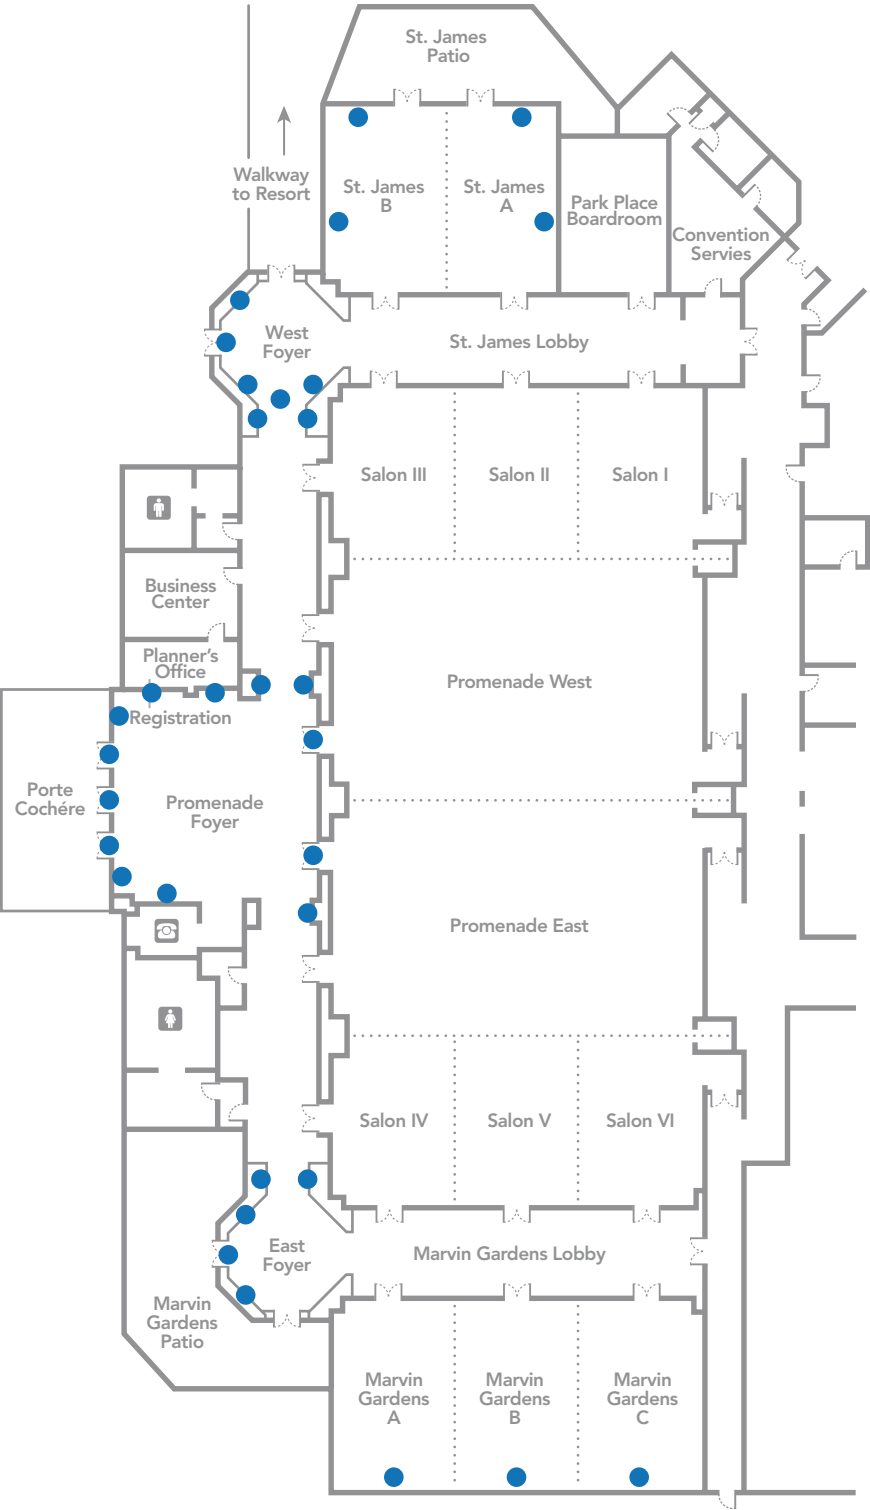 St. James
Patio
Walkway
to Resort
St. James
B
St. James
A
Park Place
Boardroom
Convention
Servies
West
Foyer
St. James Lobby
Salon III
Salon II
Salon I
Business
Center
Planner's
Office
Registration
Promenade West
Porte
Cochére
Promenade
Foyer
Promenade East
Salon IV
Salon V
Salon VI
East
Foyer
Marvin Gardens Lobby
Marvin
Gardens
Patio
Marvin
Gardens
A
Marvin
Gardens
B
Marvin
Gardens
C